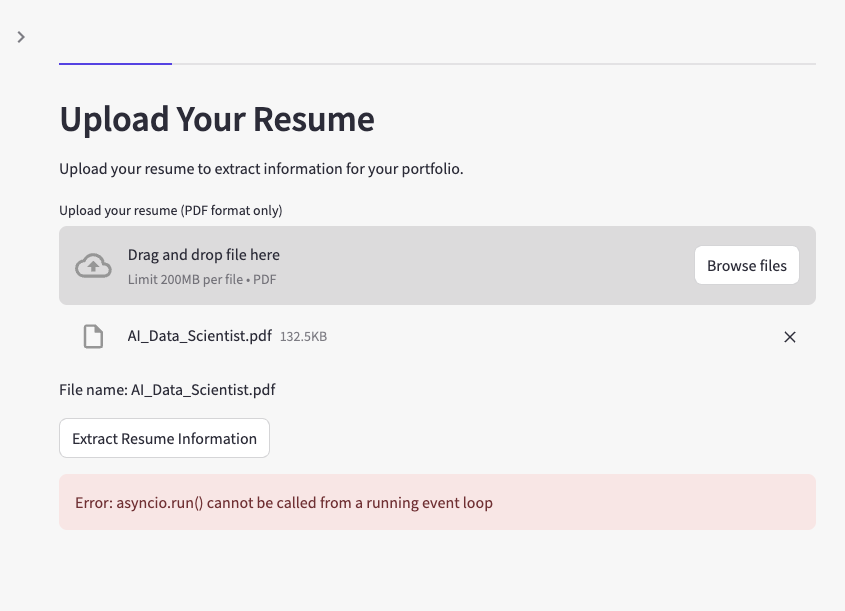 Upload Your Resume
Upload your resume to extract information for your portfolio.
Upload your resume (PDF format only)
Drag and drop file here
Limit 200MB per file • PDF
Browse files
AI_Data_Scientist.pdf 132.5KB
File name: AI_Data_Scientist.pdf
Extract Resume Information
Error: asyncio.run() cannot be called from a running event loop